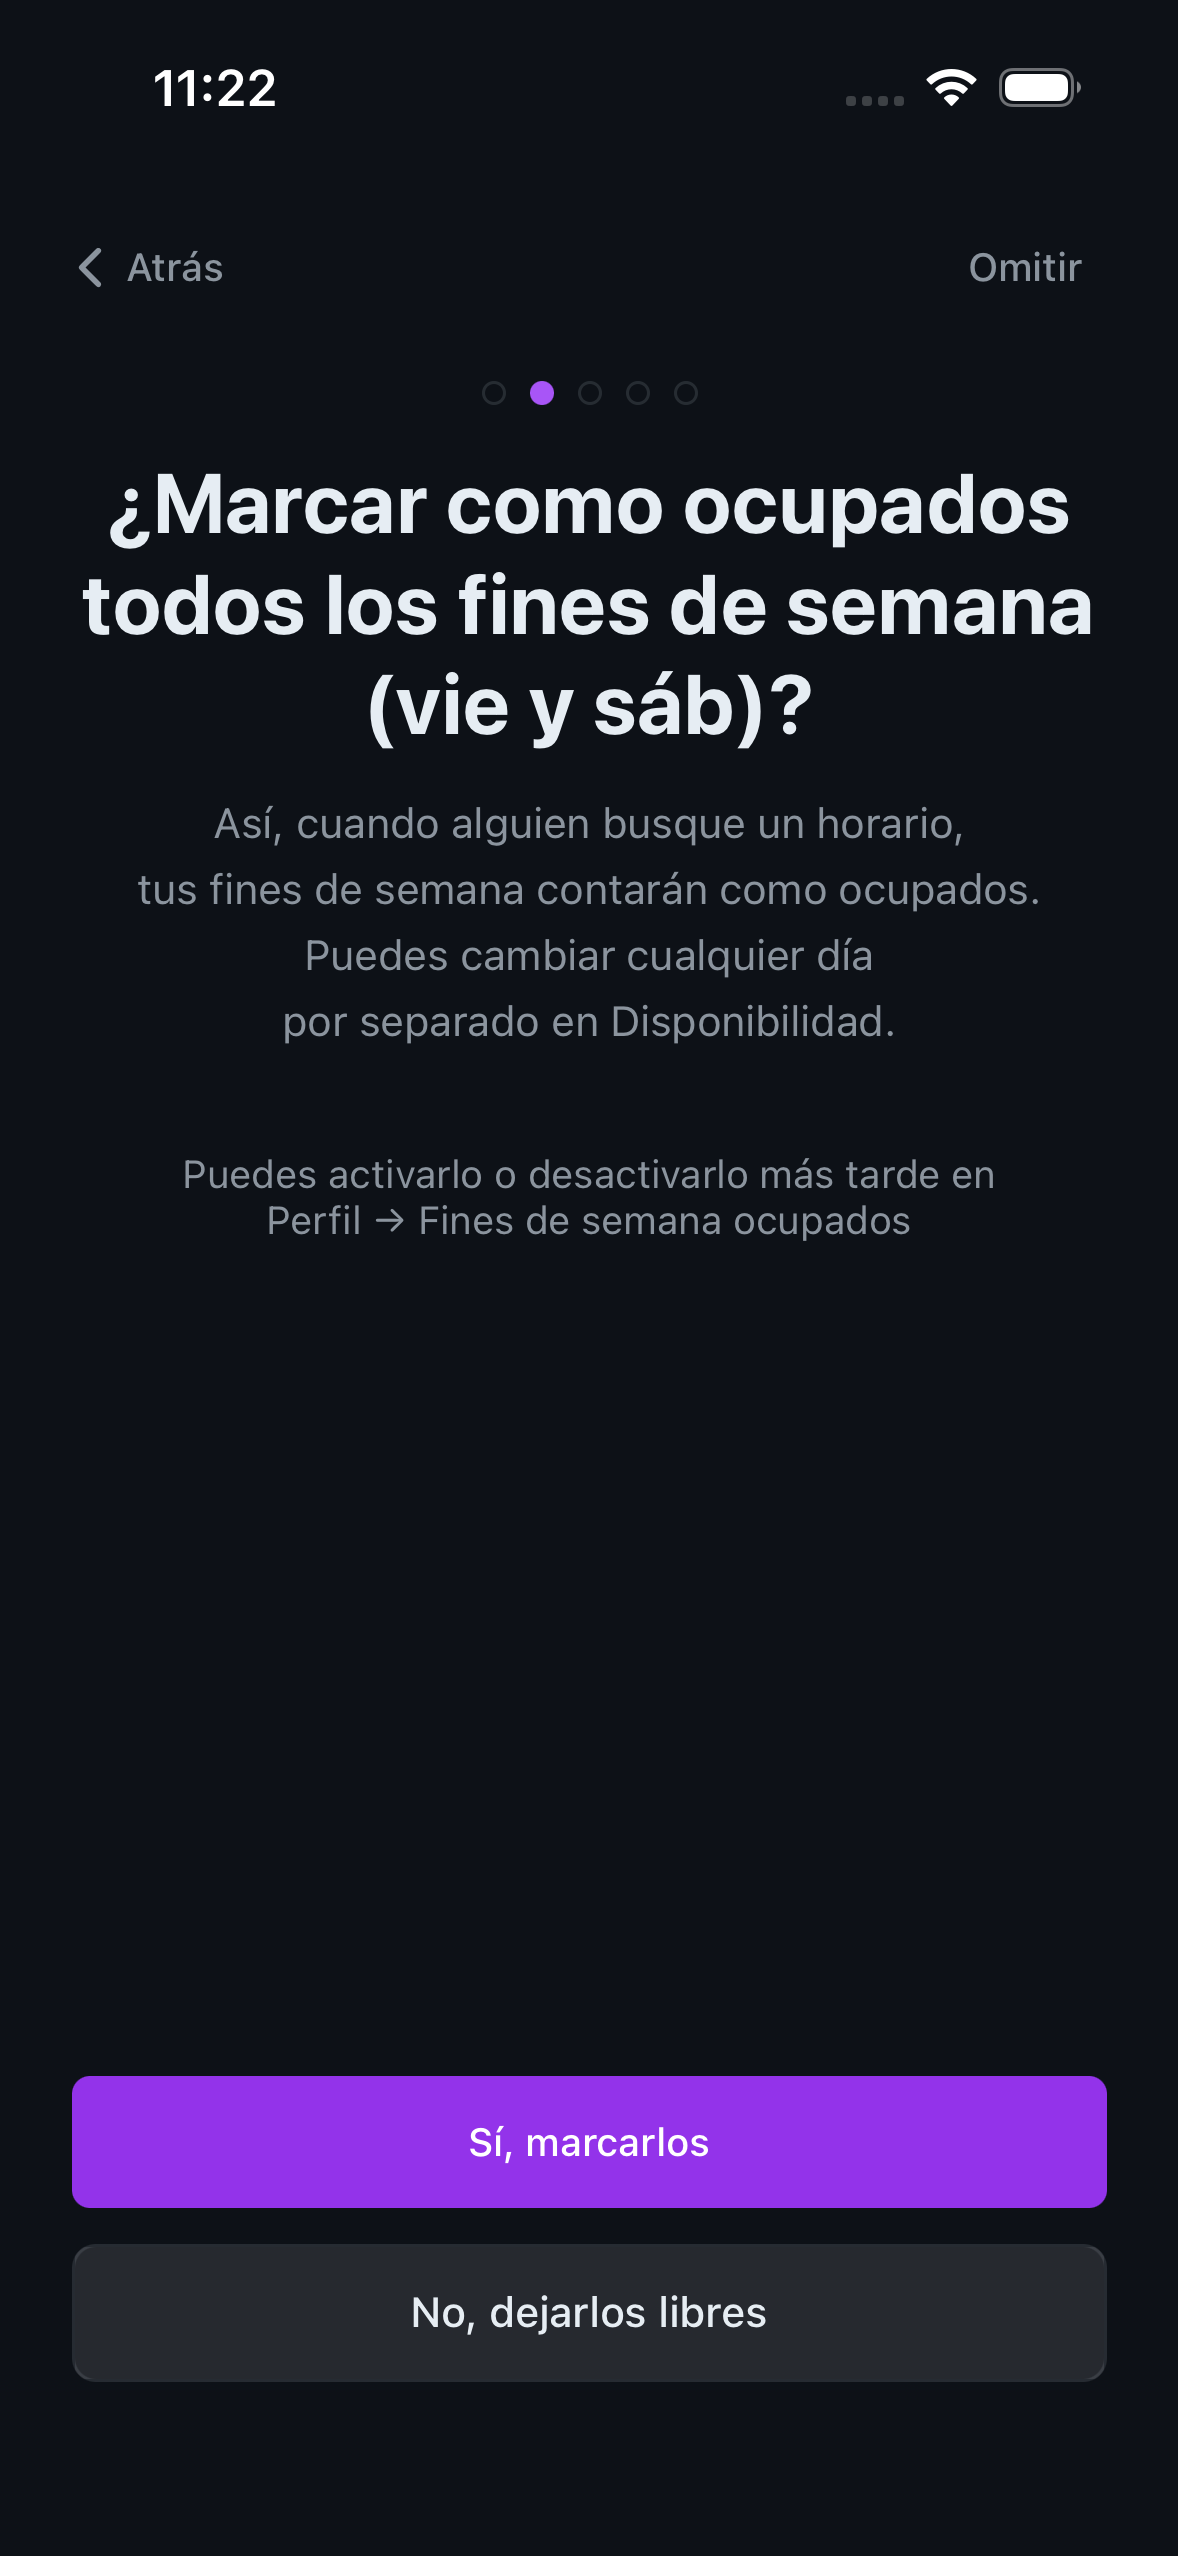 11:22
Atrás
Omitir
¿Marcar como ocupados
todos los fines de semana
(vie y sáb)?
Así, cuando alguien busque un horario,
tus fines de semana contarán como ocupados.
Puedes cambiar cualquier día
por separado en Disponibilidad.
Puedes activarlo o desactivarlo más tarde en
Perfil → Fines de semana ocupados
Sí, marcarlos
No, dejarlos libres